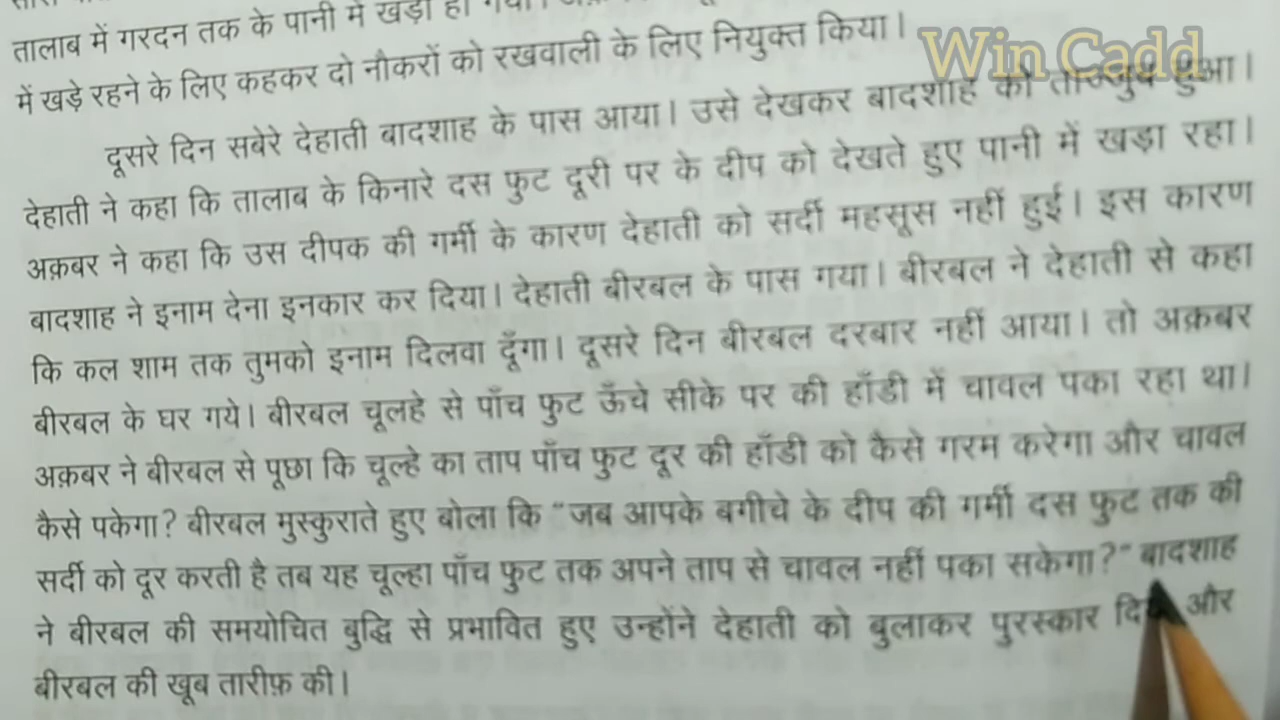 तालाब में गरदन तक के पानी में खड़ा हो गया।
में खड़े रहने के लिए कहकर दो नौकरों को रखवाली के लिए नियुक्त किया।
Win Cadd
दूसरे दिन सबेरे देहाती बादशाह के पास आया। उसे देखकर बादशाह को ताज्जुब हुआ।
देहाती ने कहा कि तालाब के किनारे दस फुट दूरी पर के दीप को देखते हुए पानी में खड़ा रहा।
अक़बर ने कहा कि उस दीपक की गर्मी के कारण देहाती को सर्दी महसूस नहीं हुई। इस कारण
बादशाह ने इनाम देना इनकार कर दिया। देहाती बीरबल के पास गया। बीरबल ने देहाती से कहा
कि कल शाम तक तुमको इनाम दिलवा दूँगा। दूसरे दिन बीरबल दरबार नहीं आया। तो अक़बर
बीरबल के घर गये। बीरबल चूलहे से पाँच फुट ऊँचे सीके पर की हाँडी में चावल पका रहा था।
अक़बर ने बीरबल से पूछा कि चूल्हे का ताप पाँच फुट दूर की हाँडी को कैसे गरम करेगा और चावल
कैसे पकेगा? बीरबल मुस्कुराते हुए बोला कि "जब आपके बगीचे के दीप की गर्मी दस फुट तक की
सर्दी को दूर करती है तब यह चूल्हा पाँच फुट तक अपने ताप से चावल नहीं पका सकेगा?" बादशाह
ने बीरबल की समयोचित बुद्धि से प्रभावित हुए उन्होंने देहाती को बुलाकर पुरस्कार और
बीरबल की खूब तारीफ़ की।